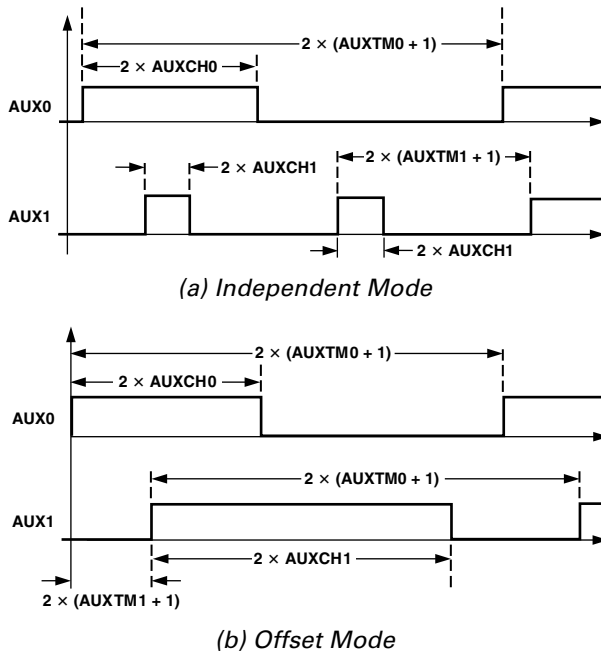 2 × (AUXTM0 + 1)
2 × AUXCH0
AUX0
2 × AUXCH1
2 × (AUXTM1 + 1)
AUX1
2 × AUXCH1
(a) Independent Mode
2 × (AUXTM0 + 1)
2 × AUXCH0
AUX0
2 × (AUXTM0 + 1)
AUX1
2 × AUXCH1
2 × (AUXTM1 + 1)
(b) Offset Mode